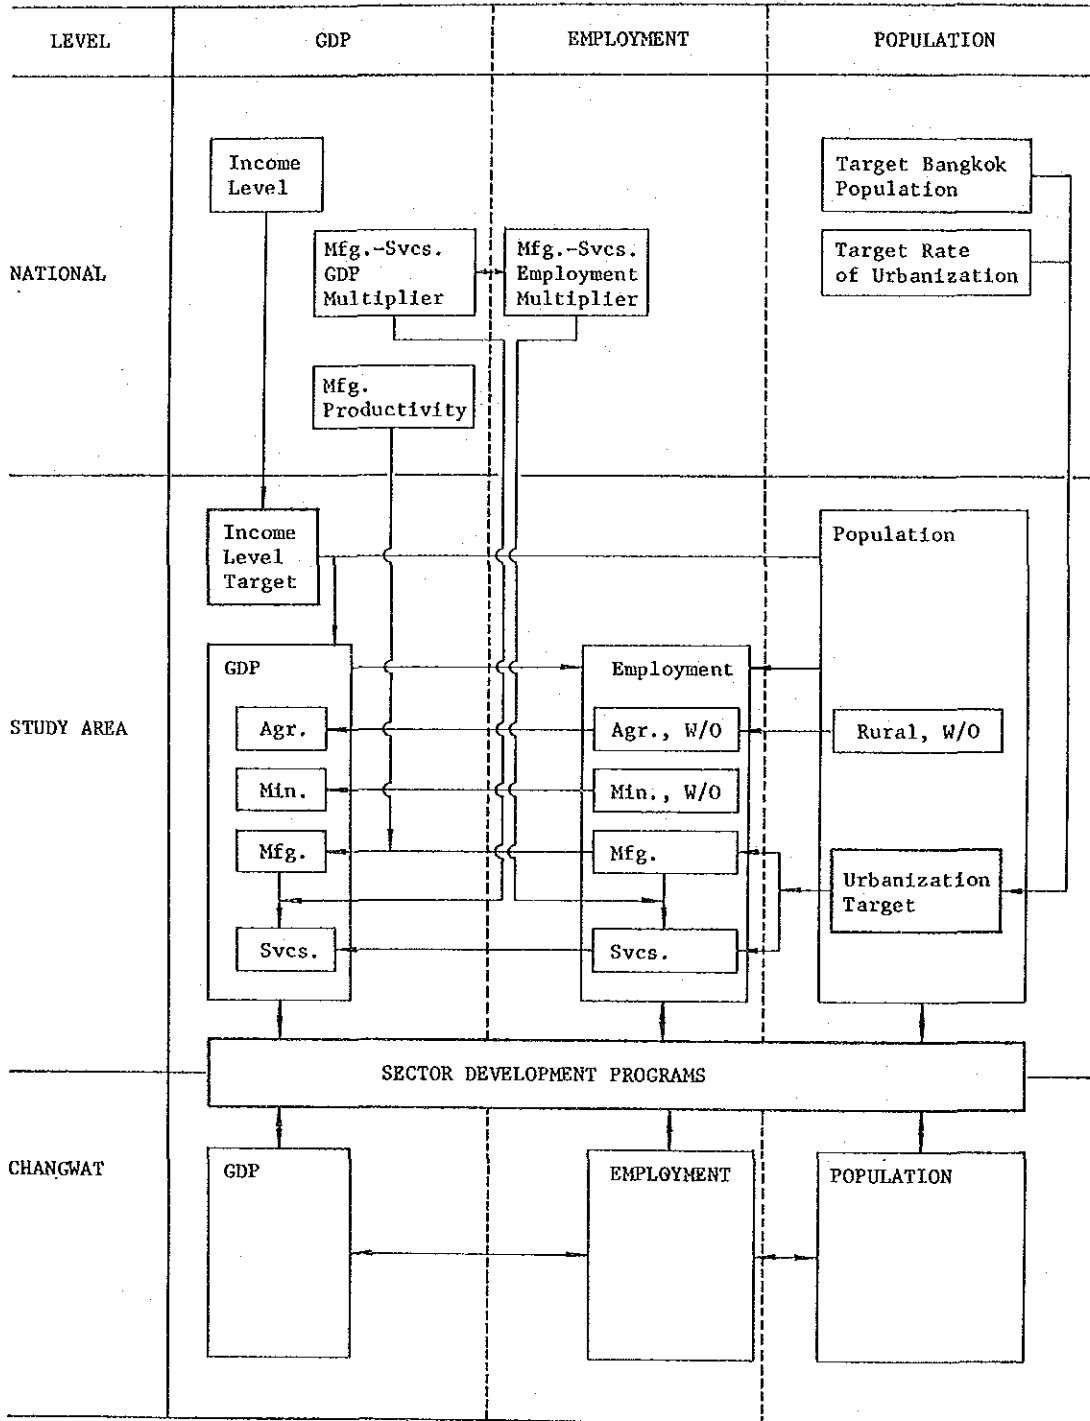 LEVEL
GDP
EMPLOYMENT
POPULATION
NATIONAL
Income
Level
Mfg.-Svcs.
GDP
Multiplier
Mfg.-Svcs.
Employment
Multiplier
Target Bangkok
Population
Target Rate
of Urbanization
Mfg.
Productivity
STUDY AREA
Income
Level
Target
Population
GDP
Employment
Agr.
Agr., W/O
Rural, W/O
Min.
Min., W/O
Mfg.
Mfg.
Urbanization
Target
Svcs.
Svcs.
SECTOR DEVELOPMENT PROGRAMS
CHANGWAT
GDP
EMPLOYMENT
POPULATION